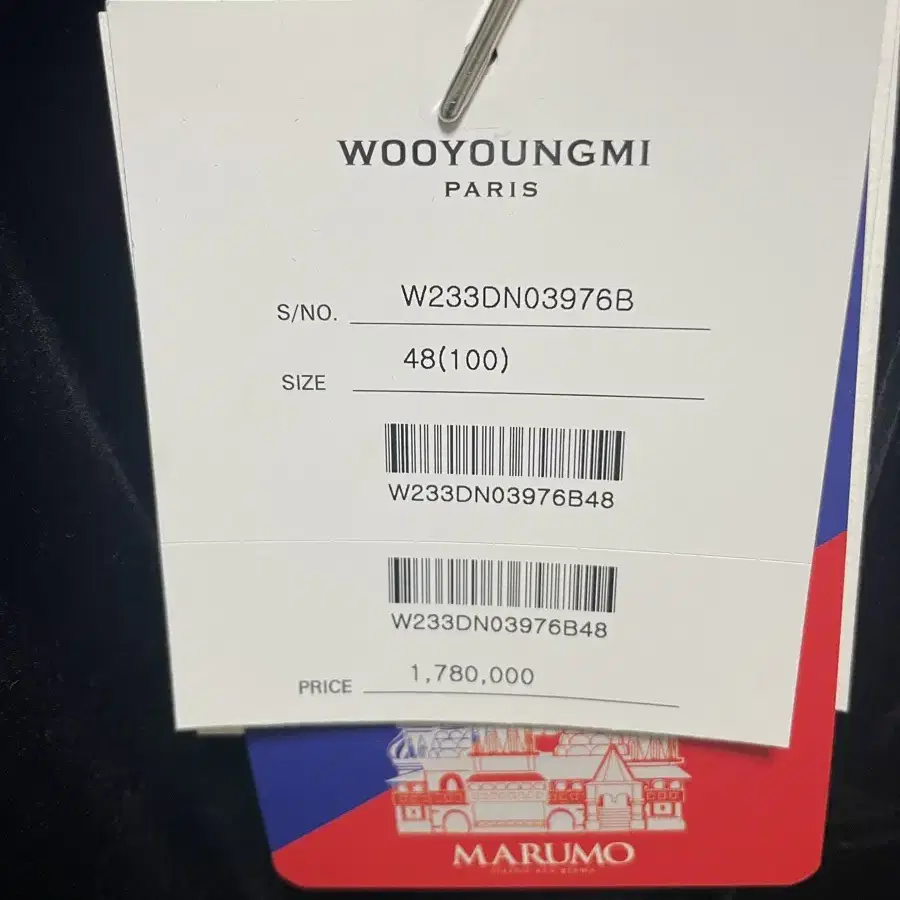 WOOYOUNGMI
PARIS
S/NO. W233DN03976B
SIZE 48(100)
W233DN03976B48
W233DN03976B48
PRICE 1,780,000
MARUMO